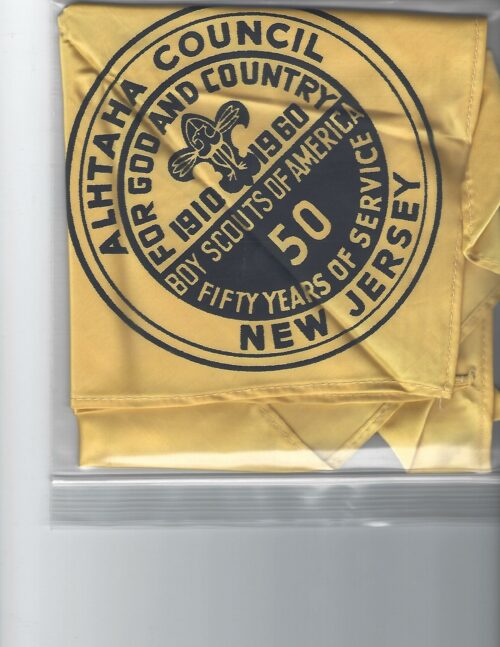 ALHTAHA COUNCIL
FOR GOD AND COUNTRY
1910 1960
BOY SCOUTS OF AMERICA
50
FIFTY YEARS OF SERVICE
NEW JERSEY